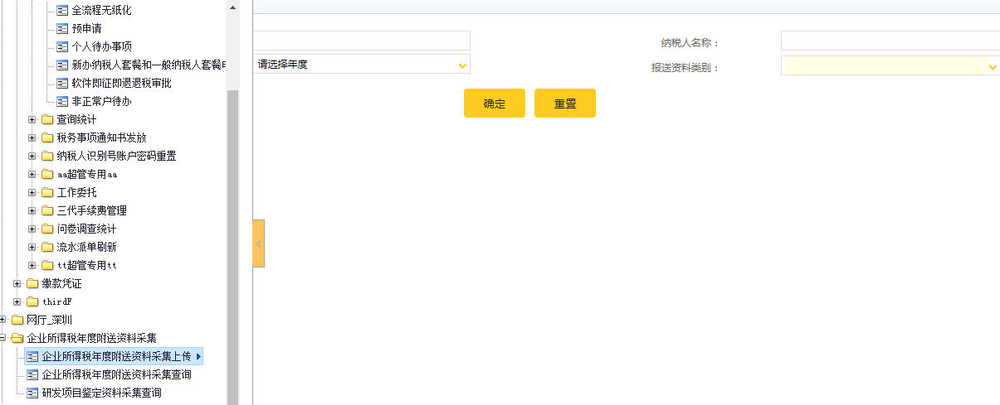 全流程无纸化
预申请
个人待办事项
新办纳税人套餐和一般纳税人套餐
软件即征即退退税审批
非正常户待办
查询统计
税务事项通知书发放
纳税人识别号账户密码重置
aa超管专用aa
工作委托
三代手续费管理
问卷调查统计
流水派单刷新
tt超管专用tt
缴款凭证
thirdF
网厅_深圳
企业所得税年度附送资料采集
企业所得税年度附送资料采集上传
企业所得税年度附送资料采集查询
研发项目鉴定资料采集查询
纳税人名称：
请选择年度
报送资料类别：
确定 重置